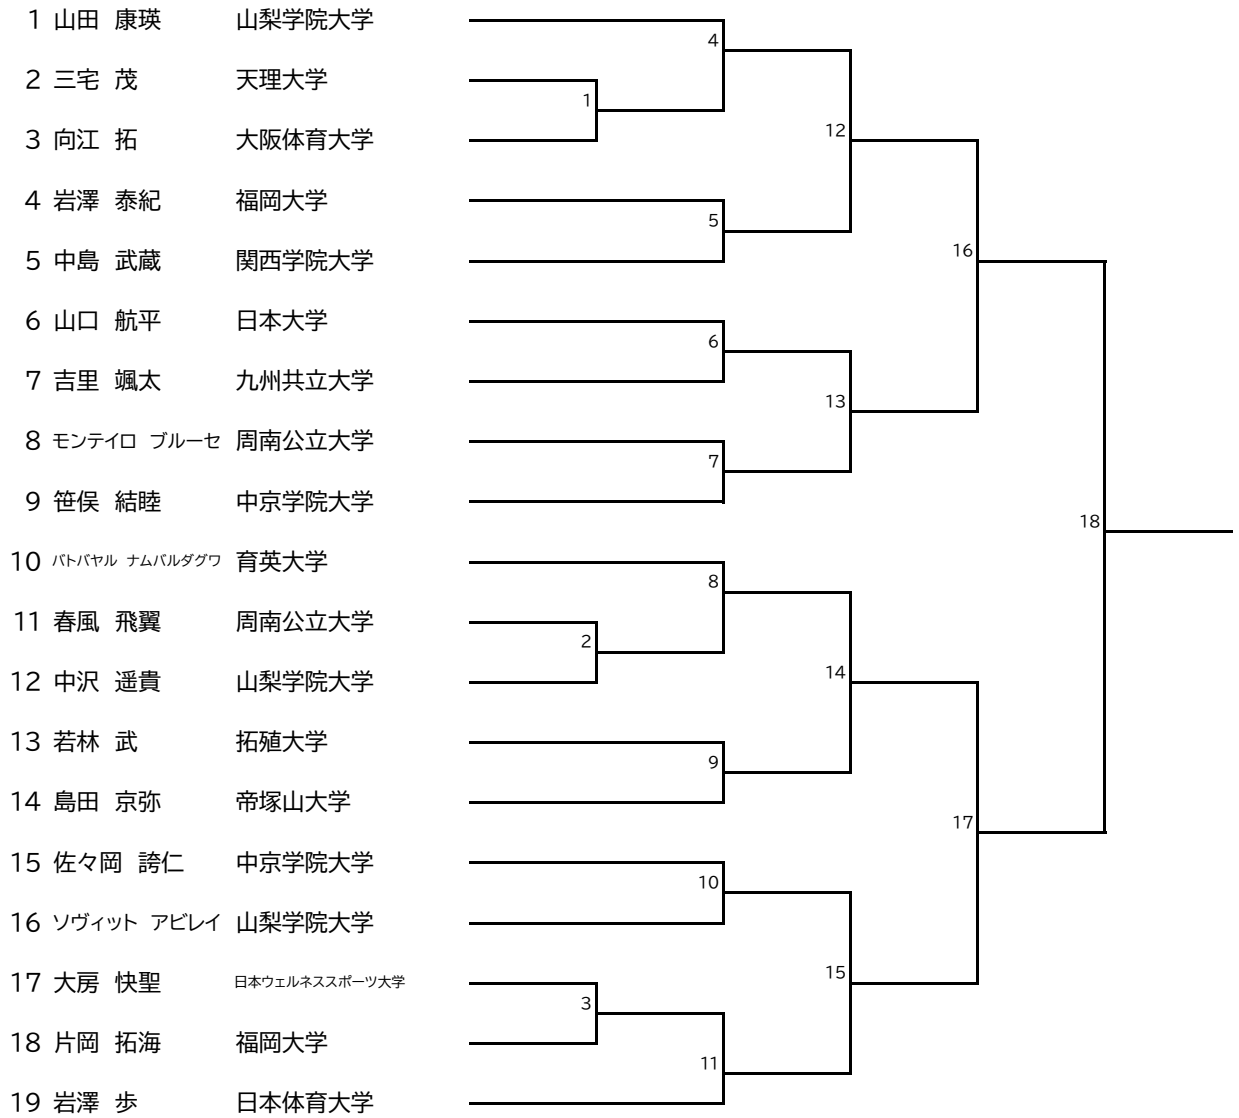 1 山田 康瑛 山梨学院大学
4
2 三宅 茂 天理大学
1
3 向江 拓 大阪体育大学
12
4 岩澤 泰紀 福岡大学
5
5 中島 武蔵 関西学院大学
16
6 山口 航平 日本大学
6
7 吉里 颯太 九州共立大学
13
8 モンテイロ ブルーセ 周南公立大学
7
9 笹俣 結睦 中京学院大学
18
10 バトバヤル ナムバルダグワ 育英大学
8
11 春風 飛翼 周南公立大学
2
12 中沢 遥貴 山梨学院大学
14
13 若林 武 拓殖大学
9
14 島田 京弥 帝塚山大学
17
15 佐々岡 誇仁 中京学院大学
10
16 ソヴィット アビレイ 山梨学院大学
15
17 大房 快聖 日本ウェルネススポーツ大学
3
18 片岡 拓海 福岡大学
11
19 岩澤 歩 日本体育大学